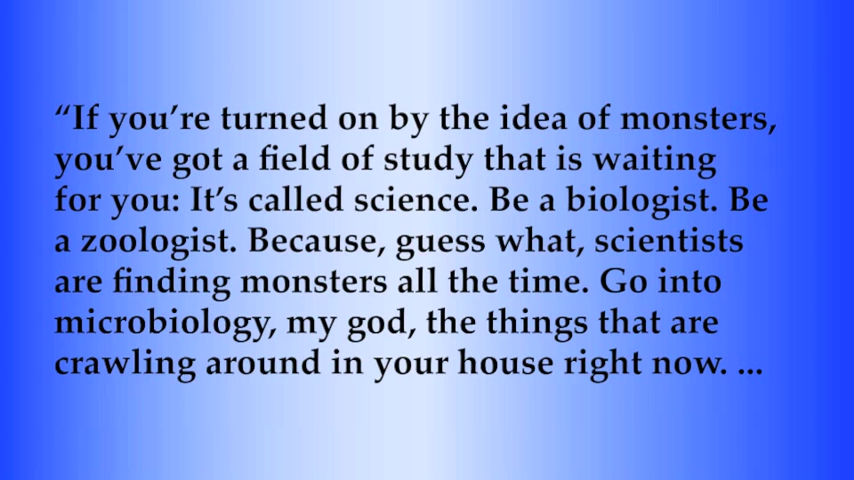 “If you’re turned on by the idea of monsters,
you’ve got a field of study that is waiting
for you: It’s called science. Be a biologist. Be
a zoologist. Because, guess what, scientists
are finding monsters all the time. Go into
microbiology, my god, the things that are
crawling around in your house right now. ...